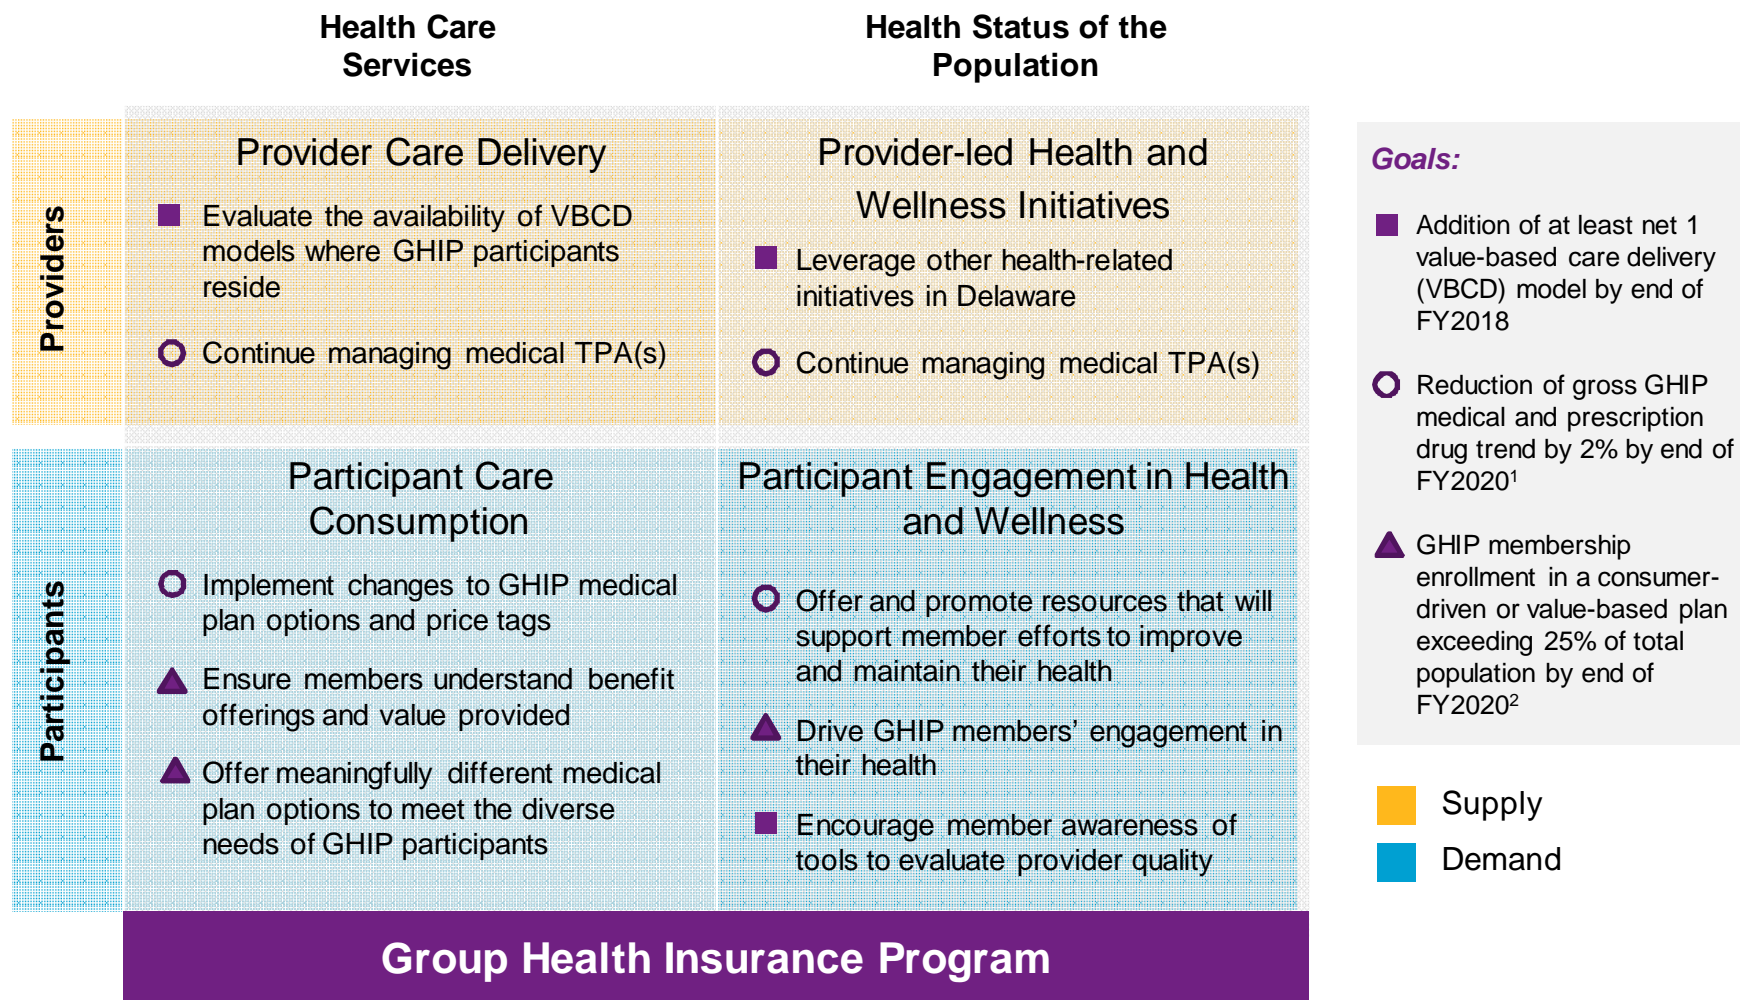 Health Care
Services
Health Status of the
Population
Providers
Provider Care Delivery
Evaluate the availability of VBCD
models where GHIP participants
reside
Continue managing medical TPA(s)
Provider-led Health and
Wellness Initiatives
Leverage other health-related
initiatives in Delaware
Continue managing medical TPA(s)
Participants
Participant Care
Consumption
Implement changes to GHIP medical
plan options and price tags
Ensure members understand benefit
offerings and value provided
Offer meaningfully different medical
plan options to meet the diverse
needs of GHIP participants
Participant Engagement in Health
and Wellness
Offer and promote resources that will
support member efforts to improve
and maintain their health
Drive GHIP members’ engagement in
their health
Encourage member awareness of
tools to evaluate provider quality
Group Health Insurance Program
Goals:
Addition of at least net 1
value-based care delivery
(VBCD) model by end of
FY2018
Reduction of gross GHIP
medical and prescription
drug trend by 2% by end of
FY2020¹
GHIP membership
enrollment in a consumer-
driven or value-based plan
exceeding 25% of total
population by end of
FY2020²
Supply
Demand